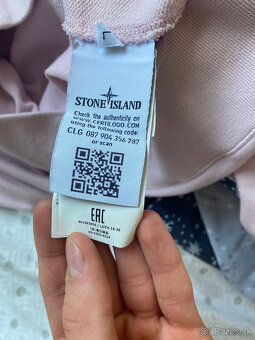 L
STONE ISLAND
Check the authenticity on
WWW.CERTILOGO.COM
using the following code:
CLG 087 904 356 787
or scan
EAC